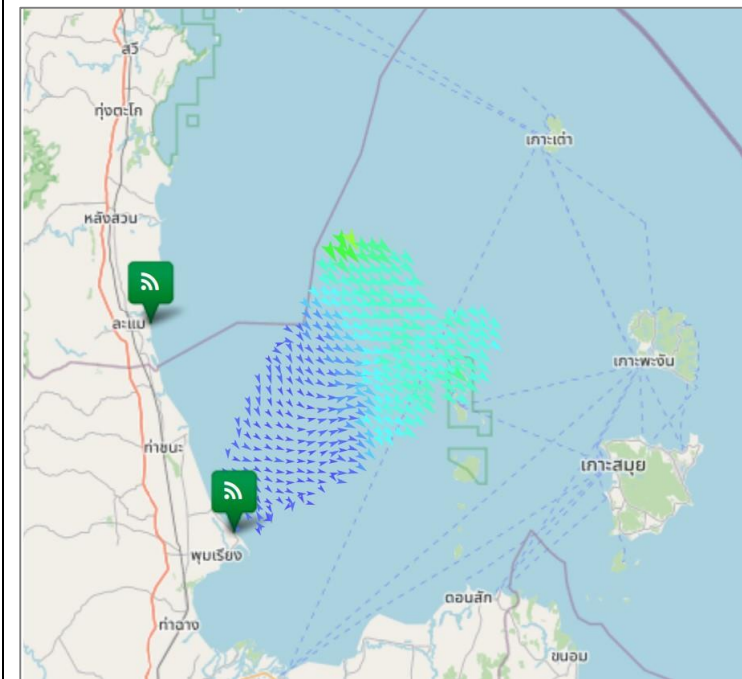 สวี
ทุ่งตะโก
เกาะเต่า
หลังสวน
ละแม
เกาะพะงัน
ท่าชนะ
เกาะสมุย
พุมเรียง
ดอนสัก
ท่าฉาง
ขนอม